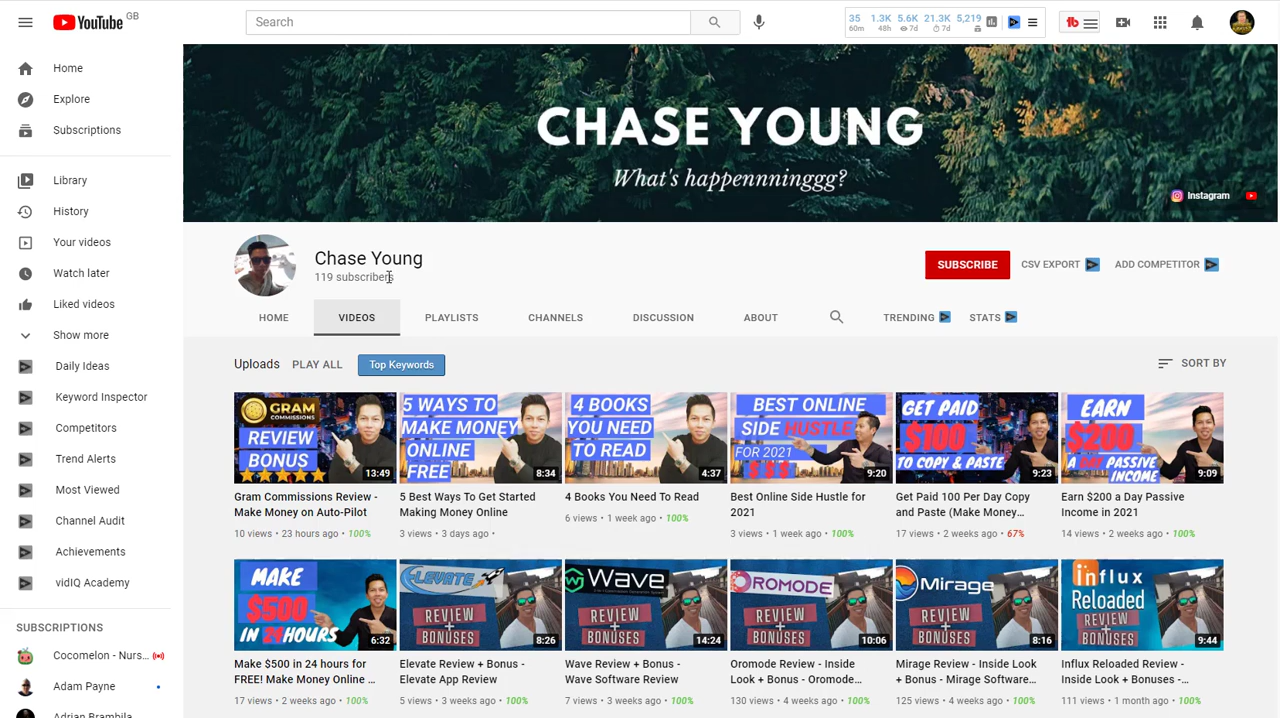 YouTube GB
Search
35 1.3K 5.6K 21.3K 5,219
60m 48h 7d 7d
tb
Home
Explore
Subscriptions
Library
History
Your videos
Watch later
Liked videos
Show more
Daily Ideas
Keyword Inspector
Competitors
Trend Alerts
Most Viewed
Channel Audit
Achievements
vidIQ Academy
SUBSCRIPTIONS
Cocomelon - Nurs...
Adam Payne
Adrian Brambila
CHASE YOUNG
What's happennninggg?
Instagram
Chase Young
119 subscribers
SUBSCRIBE
CSV EXPORT
ADD COMPETITOR
HOME
VIDEOS
PLAYLISTS
CHANNELS
DISCUSSION
ABOUT
TRENDING
STATS
Uploads
PLAY ALL
Top Keywords
SORT BY
GRAM
COMMISSIONS
REVIEW
BONUS
13:49
Gram Commissions Review -
Make Money on Auto-Pilot
10 views • 23 hours ago • 100%
5 WAYS TO
MAKE MONEY
ONLINE
FREE
8:34
5 Best Ways To Get Started
Making Money Online
3 views • 3 days ago •
4 BOOKS
YOU NEED
TO READ
4:37
4 Books You Need To Read
6 views • 1 week ago • 100%
BEST ONLINE
SIDE HUSTLE
FOR 2021
$ $ $
9:20
Best Online Side Hustle for
2021
3 views • 1 week ago • 100%
GET PAID
$100
TO COPY & PASTE
9:23
Get Paid 100 Per Day Copy
and Paste (Make Money…
17 views • 2 weeks ago • 67%
EARN
$200
A DAY PASSIVE
INCOME
9:09
Earn $200 a Day Passive
Income in 2021
14 views • 2 weeks ago • 100%
MAKE
$500
IN 24HOURS
6:32
Make $500 in 24 hours for
FREE! Make Money Online …
17 views • 2 weeks ago • 100%
ELEVATE
REVIEW
+
BONUSES
8:26
Elevate Review + Bonus -
Elevate App Review
5 views • 3 weeks ago • 100%
Wave
REVIEW
+
BONUSES
14:24
Wave Review + Bonus -
Wave Software Review
7 views • 3 weeks ago • 100%
OROMODE
REVIEW
+
BONUSES
10:06
Oromode Review - Inside
Look + Bonus - Oromode…
130 views • 4 weeks ago • 100%
Mirage
REVIEW
+
BONUSES
8:16
Mirage Review - Inside Look
+ Bonus - Mirage Software…
125 views • 4 weeks ago • 100%
influx
Reloaded
REVIEW
+
BONUSES
9:44
Influx Reloaded Review -
Inside Look + Bonuses -…
111 views • 1 month ago • 100%